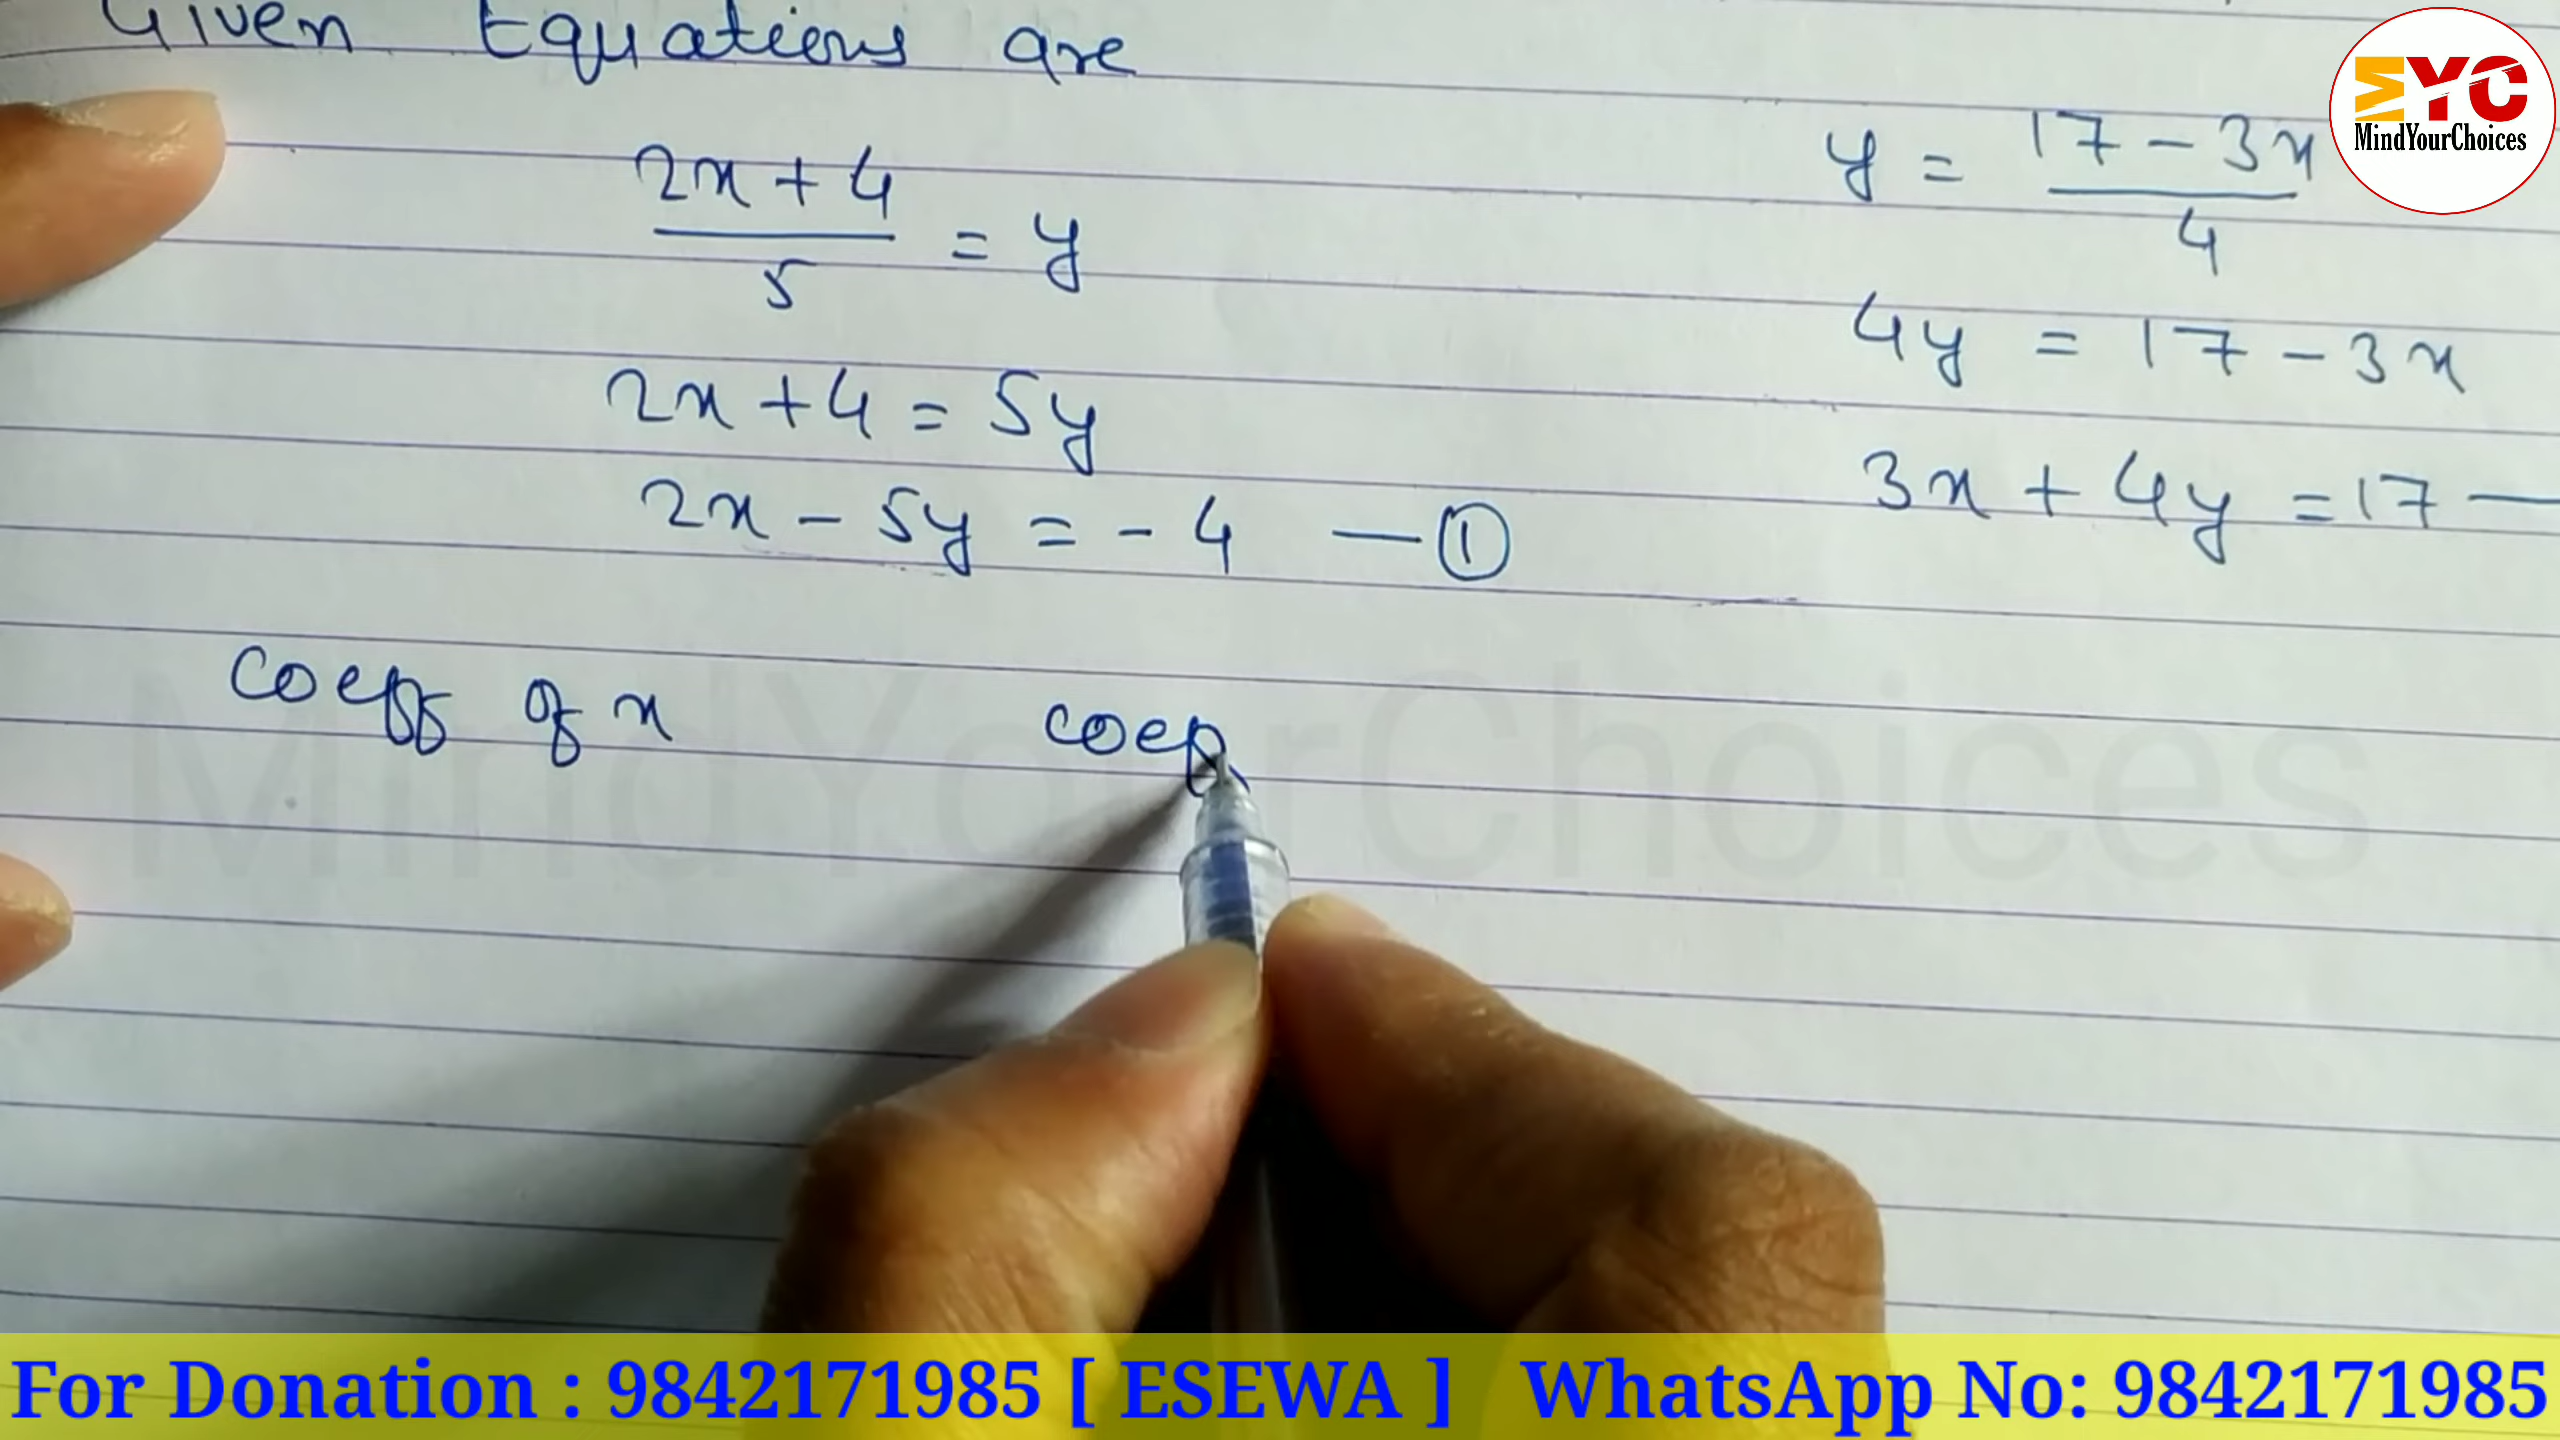 Given Equations are
2x + 4
5
= y
2x + 4 = 5y
2x - 5y = - 4 — ①
y = 17 - 3x
4
4y = 17 - 3x
3x + 4y = 17 —
Coeff of x
coef
MYC
MindYourChoices
MindYourChoices
For Donation : 9842171985 [ ESEWA ] WhatsApp No: 9842171985